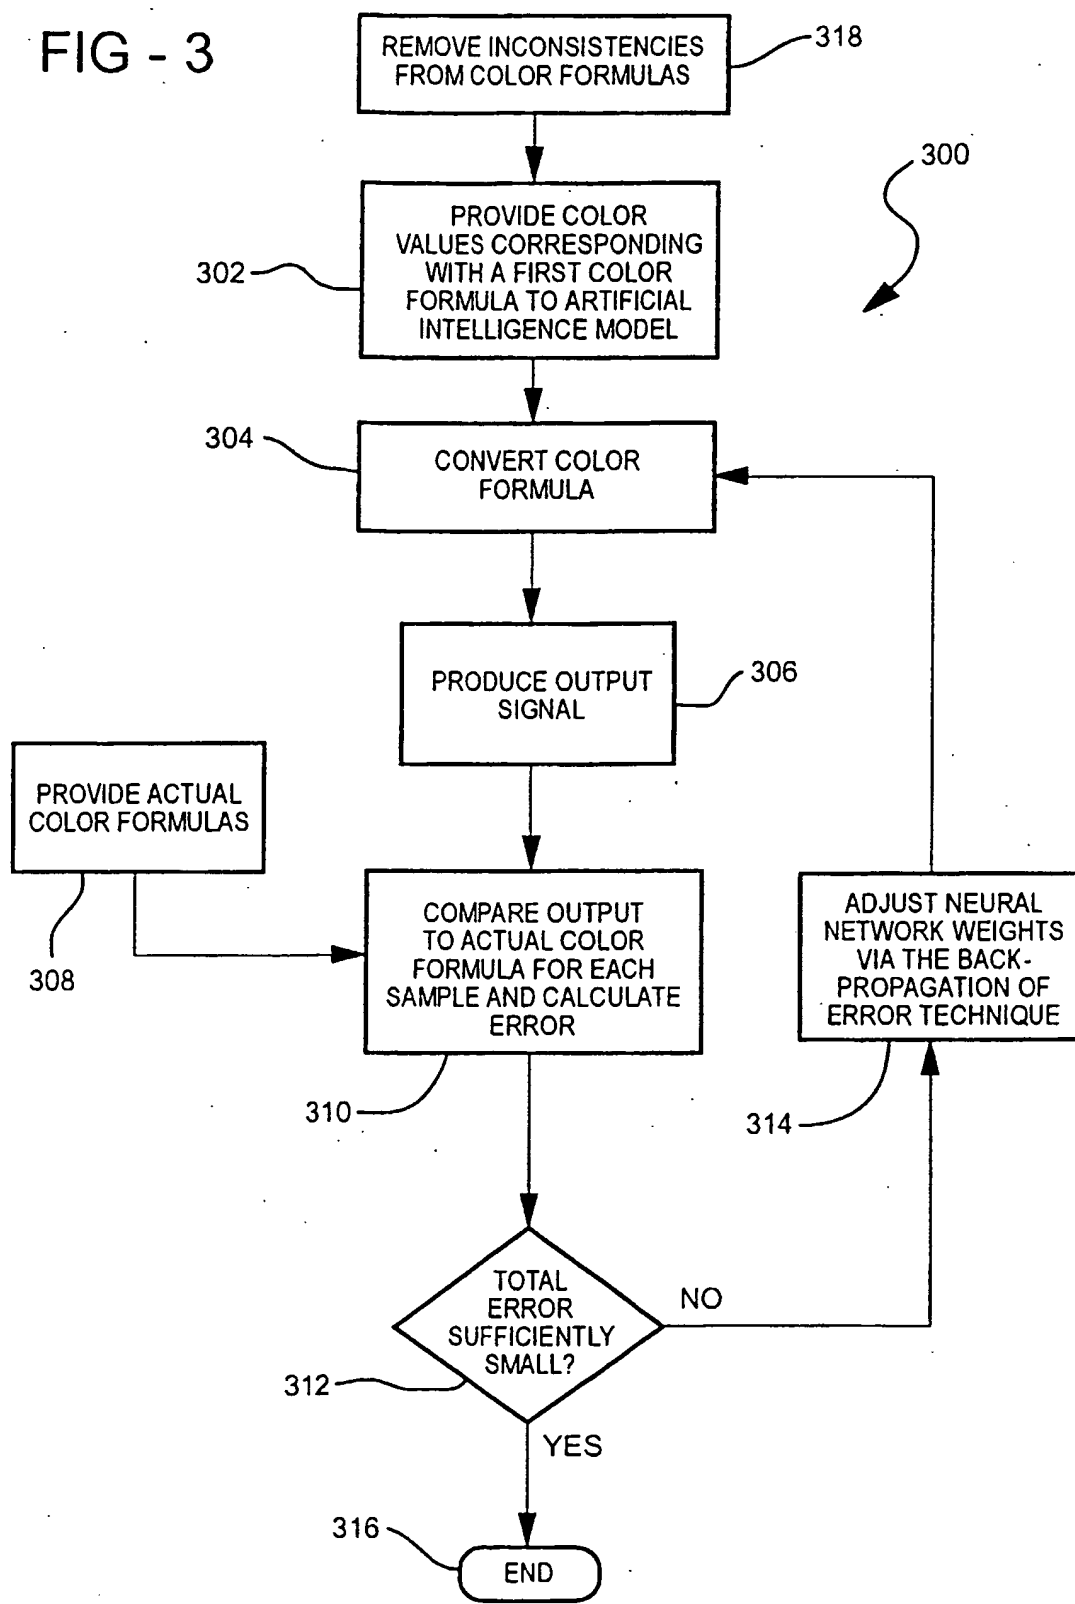 FIG - 3
REMOVE INCONSISTENCIES
FROM COLOR FORMULAS
318
300
PROVIDE COLOR
VALUES CORRESPONDING
WITH A FIRST COLOR
FORMULA TO ARTIFICIAL
INTELLIGENCE MODEL
302
304
CONVERT COLOR
FORMULA
PRODUCE OUTPUT
SIGNAL
306
PROVIDE ACTUAL
COLOR FORMULAS
308
COMPARE OUTPUT
TO ACTUAL COLOR
FORMULA FOR EACH
SAMPLE AND CALCULATE
ERROR
310
ADJUST NEURAL
NETWORK WEIGHTS
VIA THE BACK-
PROPAGATION OF
ERROR TECHNIQUE
314
TOTAL
ERROR
SUFFICIENTLY
SMALL?
NO
312
YES
316
END